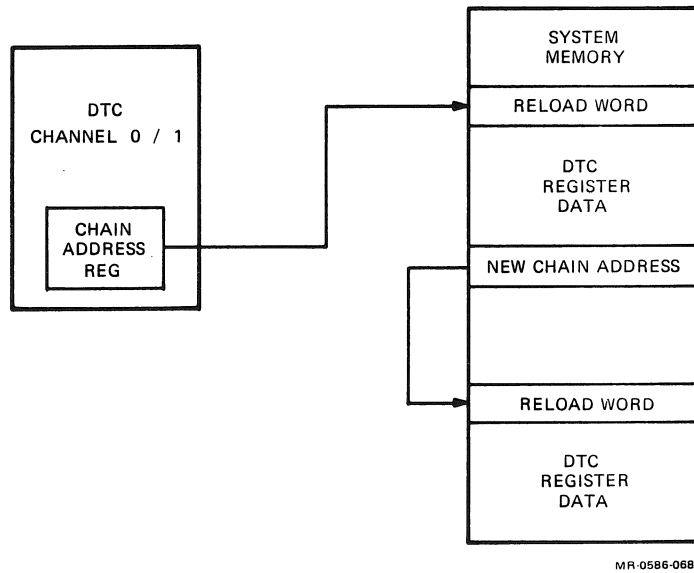 DTC
CHANNEL 0 / 1
CHAIN
ADDRESS
REG
SYSTEM
MEMORY
RELOAD WORD
DTC
REGISTER
DATA
NEW CHAIN ADDRESS
RELOAD WORD
DTC
REGISTER
DATA
MR-0586-068